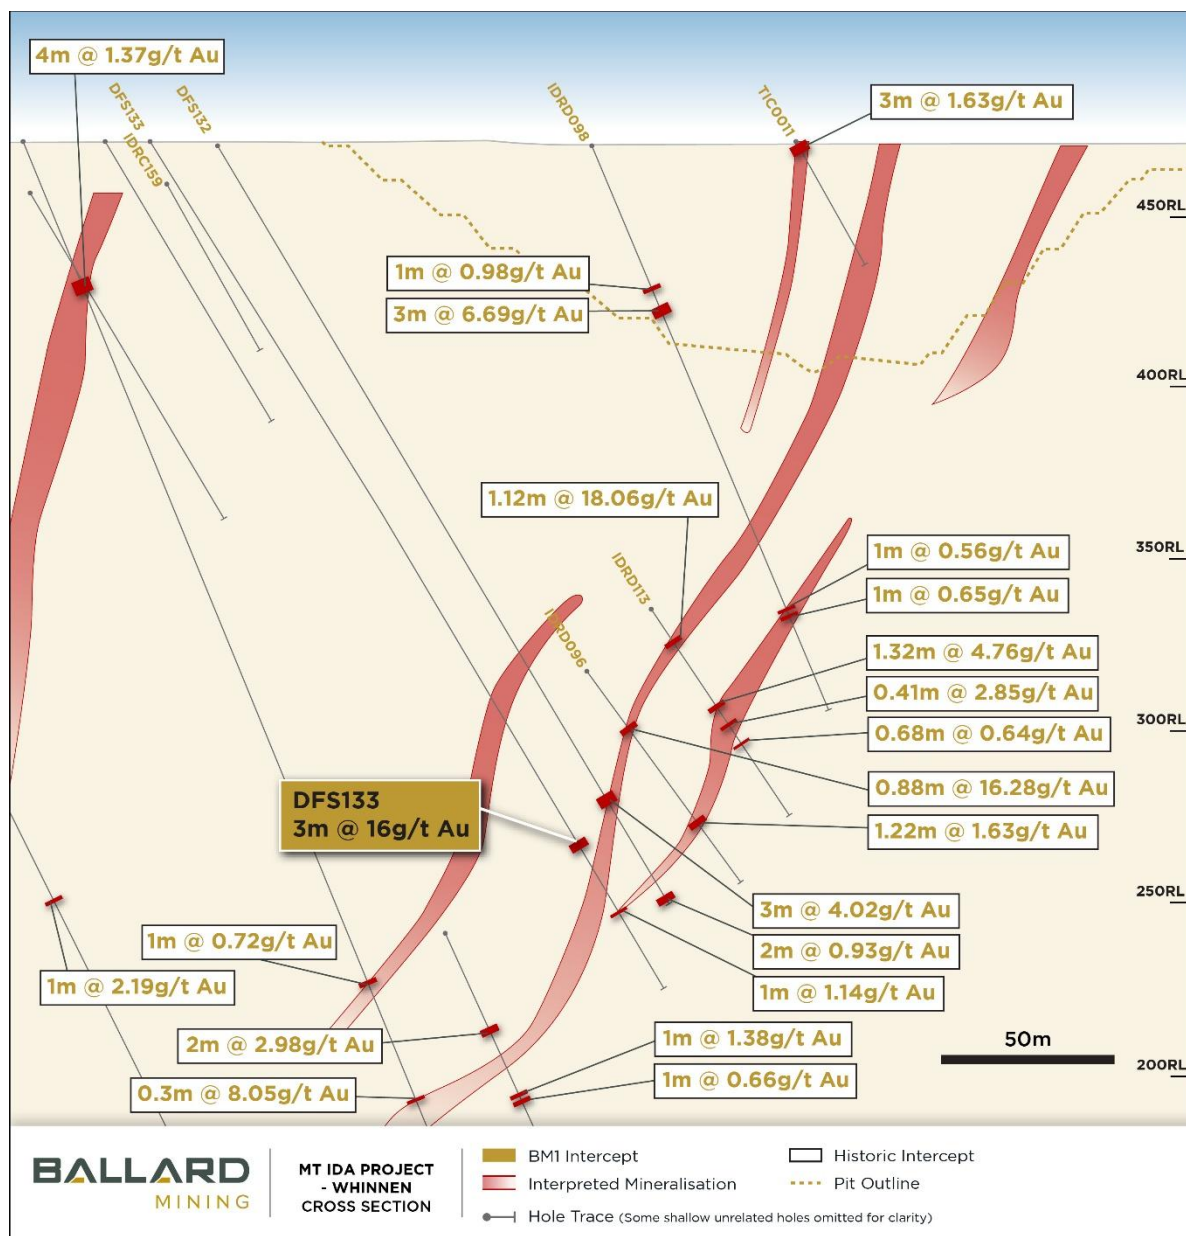 4m @ 1.37g/t Au
DFS133
DFS132
IDRC159
IDRD098
TIC0011
3m @ 1.63g/t Au
450RL
1m @ 0.98g/t Au
3m @ 6.69g/t Au
400RL
1.12m @ 18.06g/t Au
350RL
1m @ 0.56g/t Au
1m @ 0.65g/t Au
IDRD113
IDRD096
1.32m @ 4.76g/t Au
0.41m @ 2.85g/t Au
300RL
0.68m @ 0.64g/t Au
0.88m @ 16.28g/t Au
1.22m @ 1.63g/t Au
DFS133
3m @ 16g/t Au
250RL
3m @ 4.02g/t Au
2m @ 0.93g/t Au
1m @ 1.14g/t Au
1m @ 0.72g/t Au
1m @ 2.19g/t Au
2m @ 2.98g/t Au
1m @ 1.38g/t Au
1m @ 0.66g/t Au
0.3m @ 8.05g/t Au
50m
200RL
BALLARD
MINING
MT IDA PROJECT
- WHINNEN
CROSS SECTION
BM1 Intercept
Historic Intercept
Interpreted Mineralisation
Pit Outline
Hole Trace (Some shallow unrelated holes omitted for clarity)